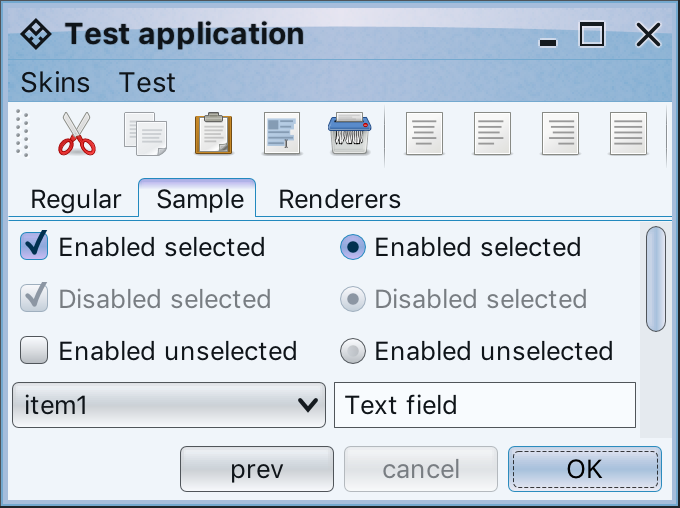 Test application
Skins Test
Regular Sample Renderers
Enabled selected Enabled selected
Disabled selected Disabled selected
Enabled unselected Enabled unselected
item1 Text field
prev cancel OK